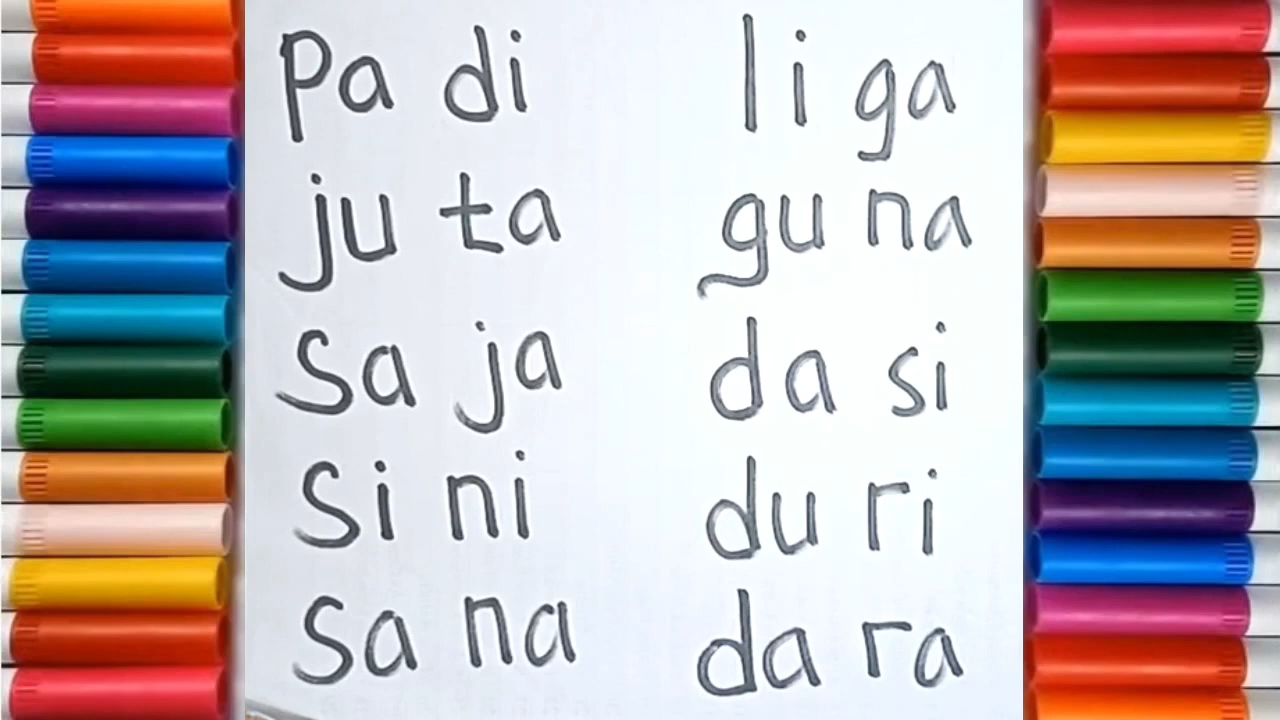 Pa di
ju ta
Sa ja
Si ni
Sa na
li ga
gu na
da si
du ri
da ra